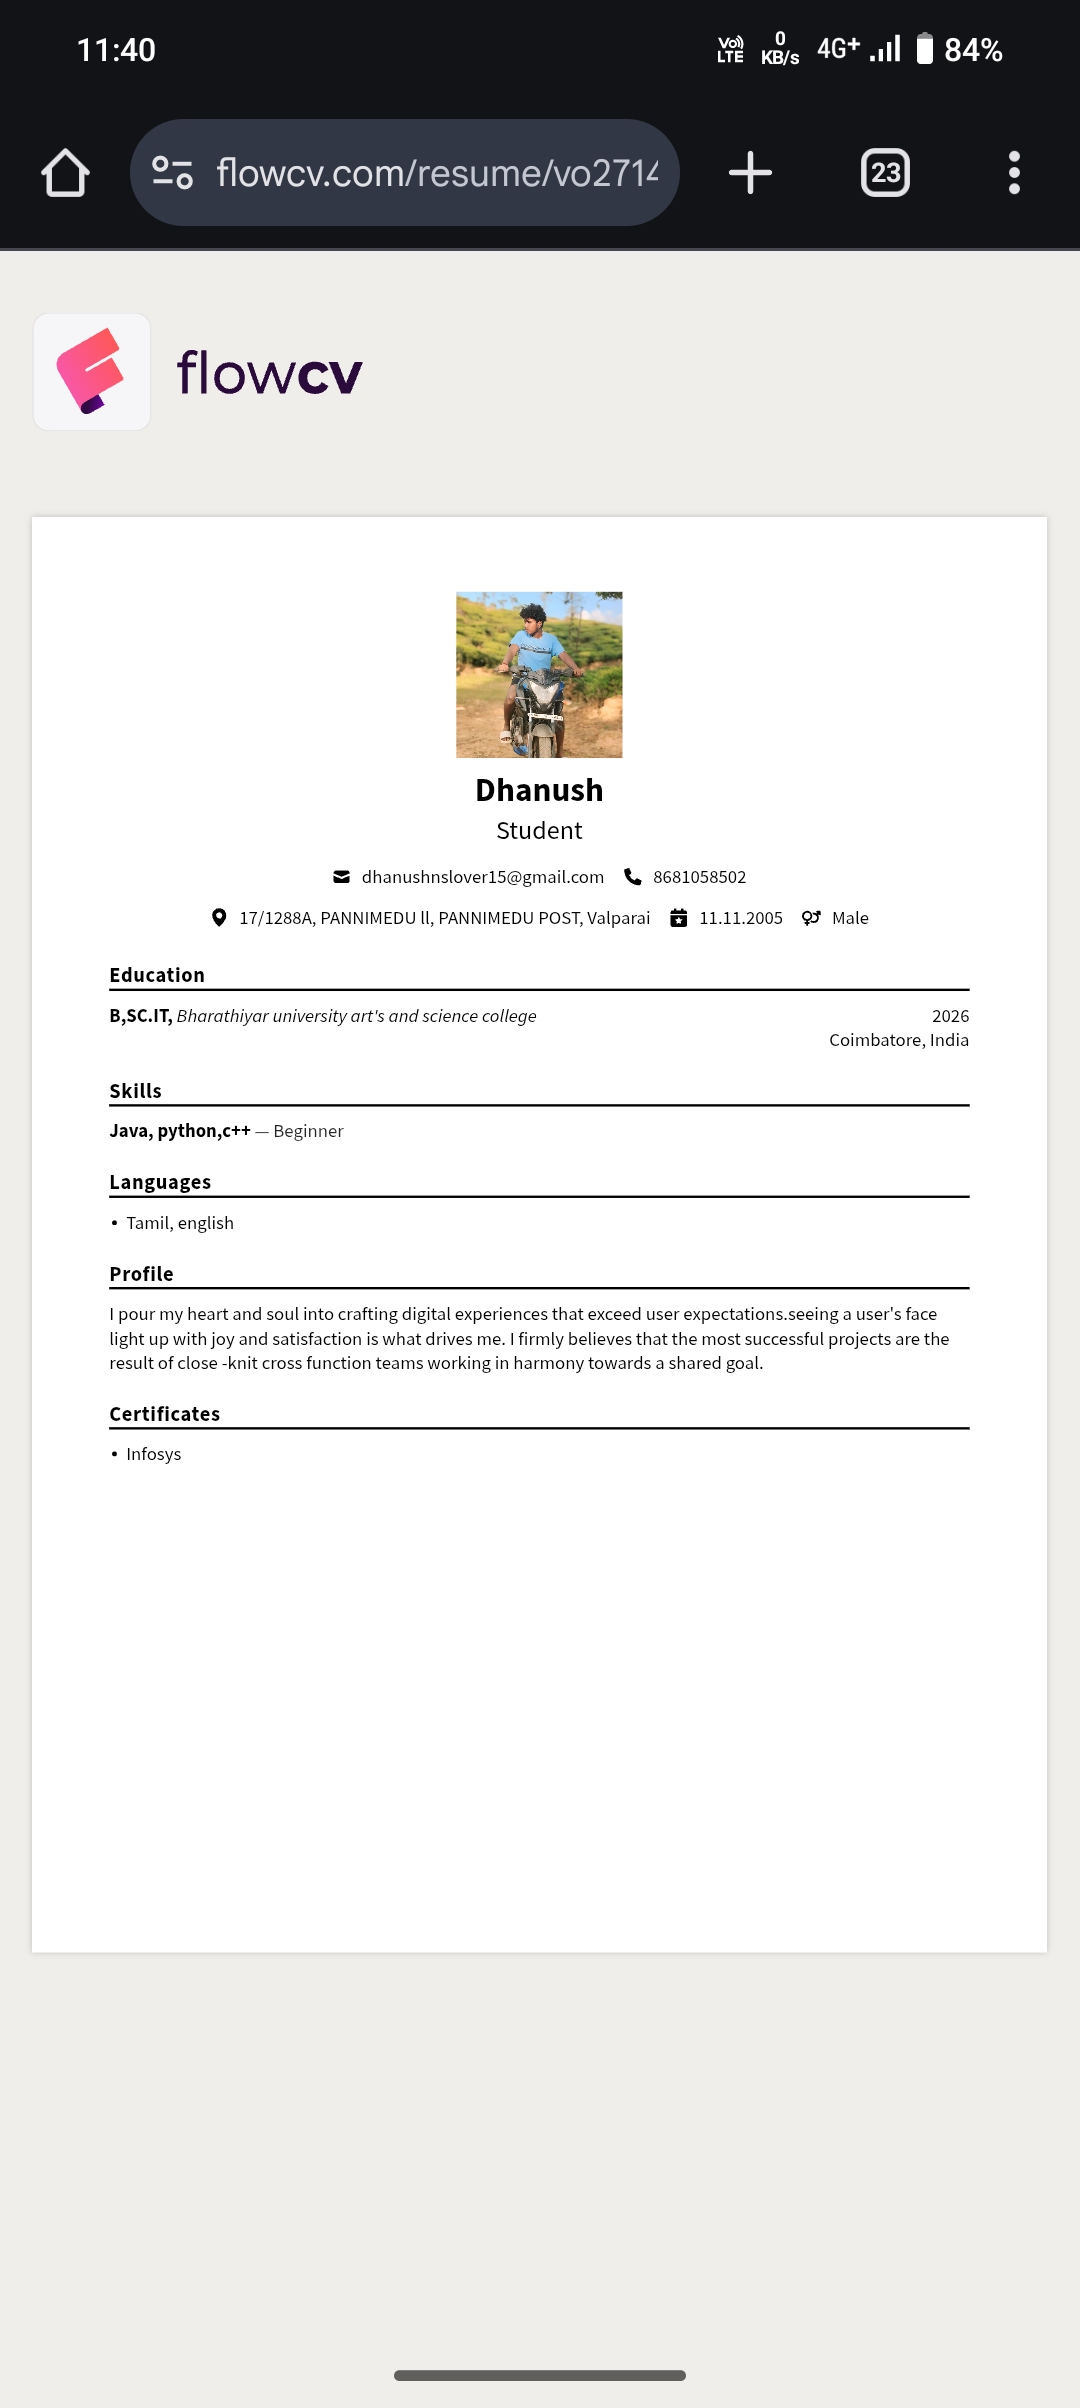 11:40
Vo)) LTE 0 KB/s 4G+ 84%
flowcv.com/resume/vo2714
23
flowcv
Dhanush
Student
dhanushnslover15@gmail.com 8681058502
17/1288A, PANNIMEDU ll, PANNIMEDU POST, Valparai 11.11.2005 Male
Education
B,SC.IT, Bharathiyar university art's and science college 2026
Coimbatore, India
Skills
Java, python,c++ — Beginner
Languages
• Tamil, english
Profile
I pour my heart and soul into crafting digital experiences that exceed user expectations.seeing a user's face
light up with joy and satisfaction is what drives me. I firmly believes that the most successful projects are the
result of close -knit cross function teams working in harmony towards a shared goal.
Certificates
• Infosys